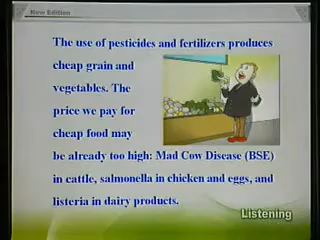 New Edition
The use of pesticides and fertilizers produces
cheap grain and
vegetables. The
price we pay for
cheap food may
be already too high: Mad Cow Disease (BSE)
in cattle, salmonella in chicken and eggs, and
listeria in dairy products.
Listening